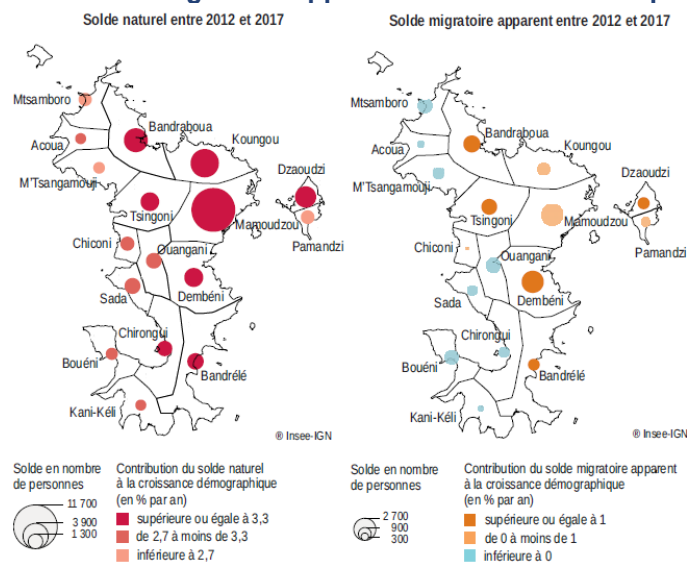 Solde naturel entre 2012 et 2017
Mtsamboro
Bandraboua
Koungou
Acoua
Dzaoudzi
M'Tsangamouji
Tsingoni
Mamoudzou
Pamandzi
Chiconi
Ouangani
Sada
Dembéni
Chirongui
Bouéni
Bandrélé
Kani-Kéli
® Insee-IGN
Solde en nombre
de personnes
11 700
3 900
1 300
Contribution du solde naturel
à la croissance démographique
(en % par an)
supérieure ou égale à 3,3
de 2,7 à moins de 3,3
inférieure à 2,7
Solde migratoire apparent entre 2012 et 2017
Mtsamboro
Bandraboua
Koungou
Acoua
Dzaoudzi
M'Tsangamouji
Tsingoni
Mamoudzou
Pamandzi
Chiconi
Ouangani
Sada
Dembéni
Chirongui
Bouéni
Bandrélé
Kani-Kéli
® Insee-IGN
Solde en nombre
de personnes
2 700
900
300
Contribution du solde migratoire apparent
à la croissance démographique
(en % par an)
supérieure ou égale à 1
de 0 à moins de 1
inférieure à 0